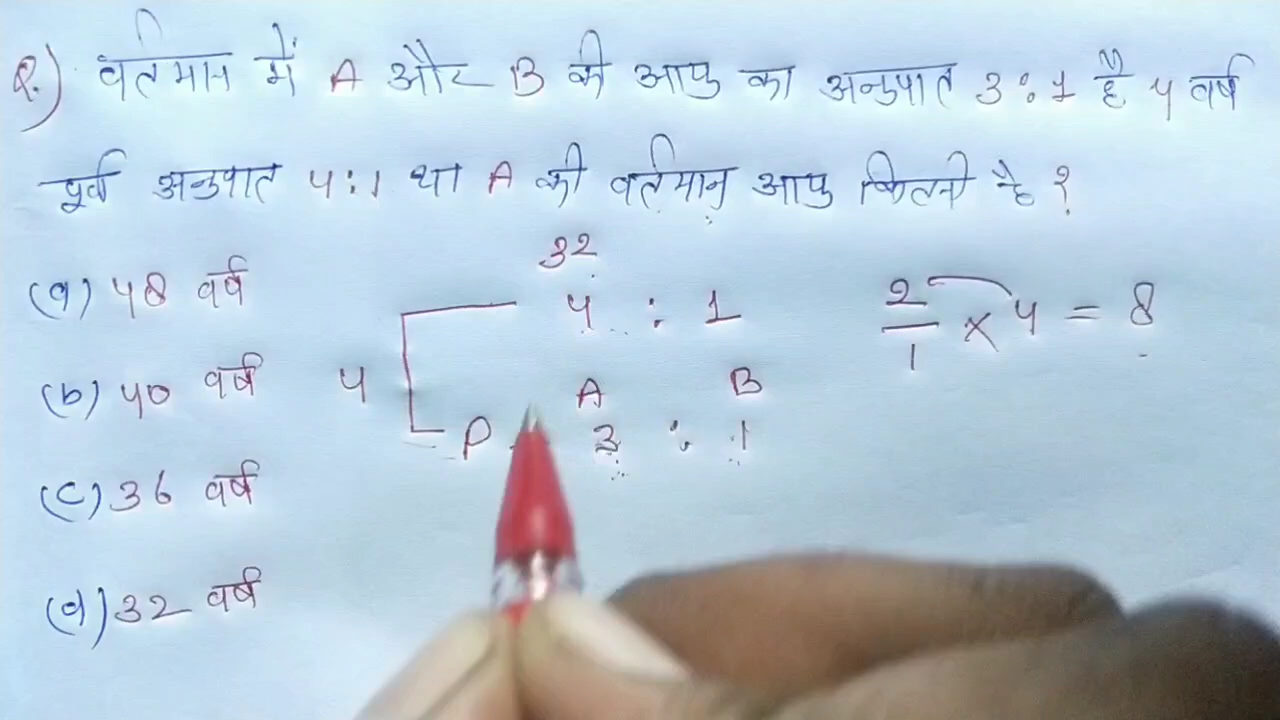 Q.) वर्तमान में A और B की आयु का अनुपात 3:1 है 4 वर्ष
पूर्व अनुपात 4:1 था A की वर्तमान आयु कितनी है ?
32
(a) 48 वर्ष
4 : 1
2/1 × 4 = 8
(b) 40 वर्ष
4
A B
P 3 : 1
(c) 36 वर्ष
(d) 32 वर्ष